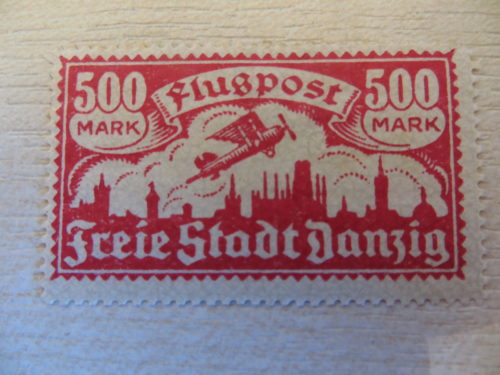 500 Flugpost 500
MARK MARK
Freie Stadt Danzig